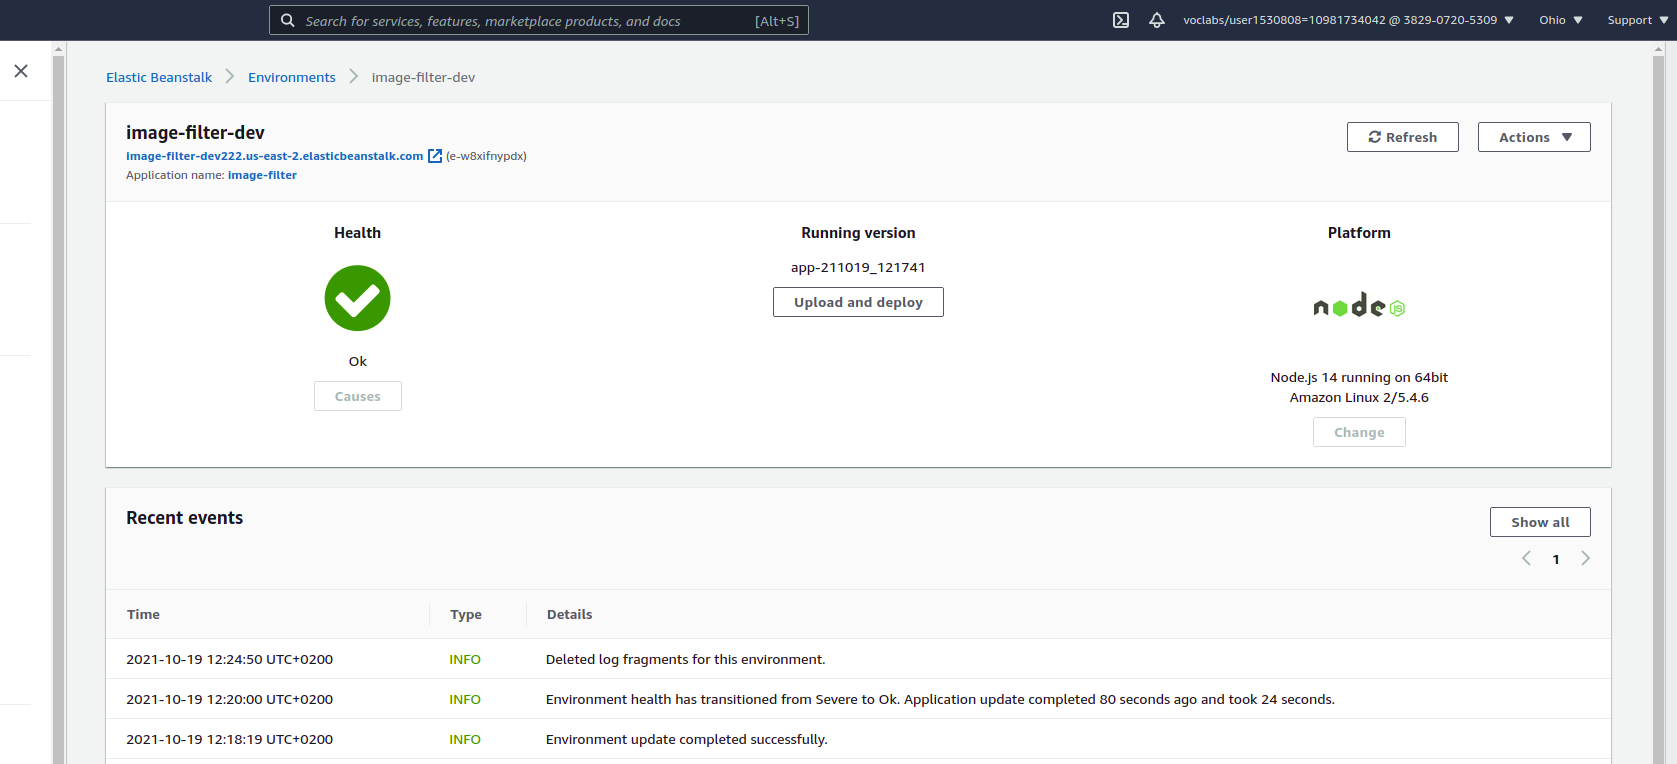 Search for services, features, marketplace products, and docs [Alt+S] voclabs/user1530808=10981734042 @ 3829-0720-5309 Ohio Support
Elastic Beanstalk Environments image-filter-dev
image-filter-dev
Refresh Actions
image-filter-dev222.us-east-2.elasticbeanstalk.com (e-w8xifnypdx)
Application name: image-filter
Health Running version Platform
app-211019_121741
Upload and deploy
node JS
Ok
Node.js 14 running on 64bit
Causes
Amazon Linux 2/5.4.6
Change
Recent events
Show all
1
Time Type Details
2021-10-19 12:24:50 UTC+0200 INFO Deleted log fragments for this environment.
2021-10-19 12:20:00 UTC+0200 INFO Environment health has transitioned from Severe to Ok. Application update completed 80 seconds ago and took 24 seconds.
2021-10-19 12:18:19 UTC+0200 INFO Environment update completed successfully.